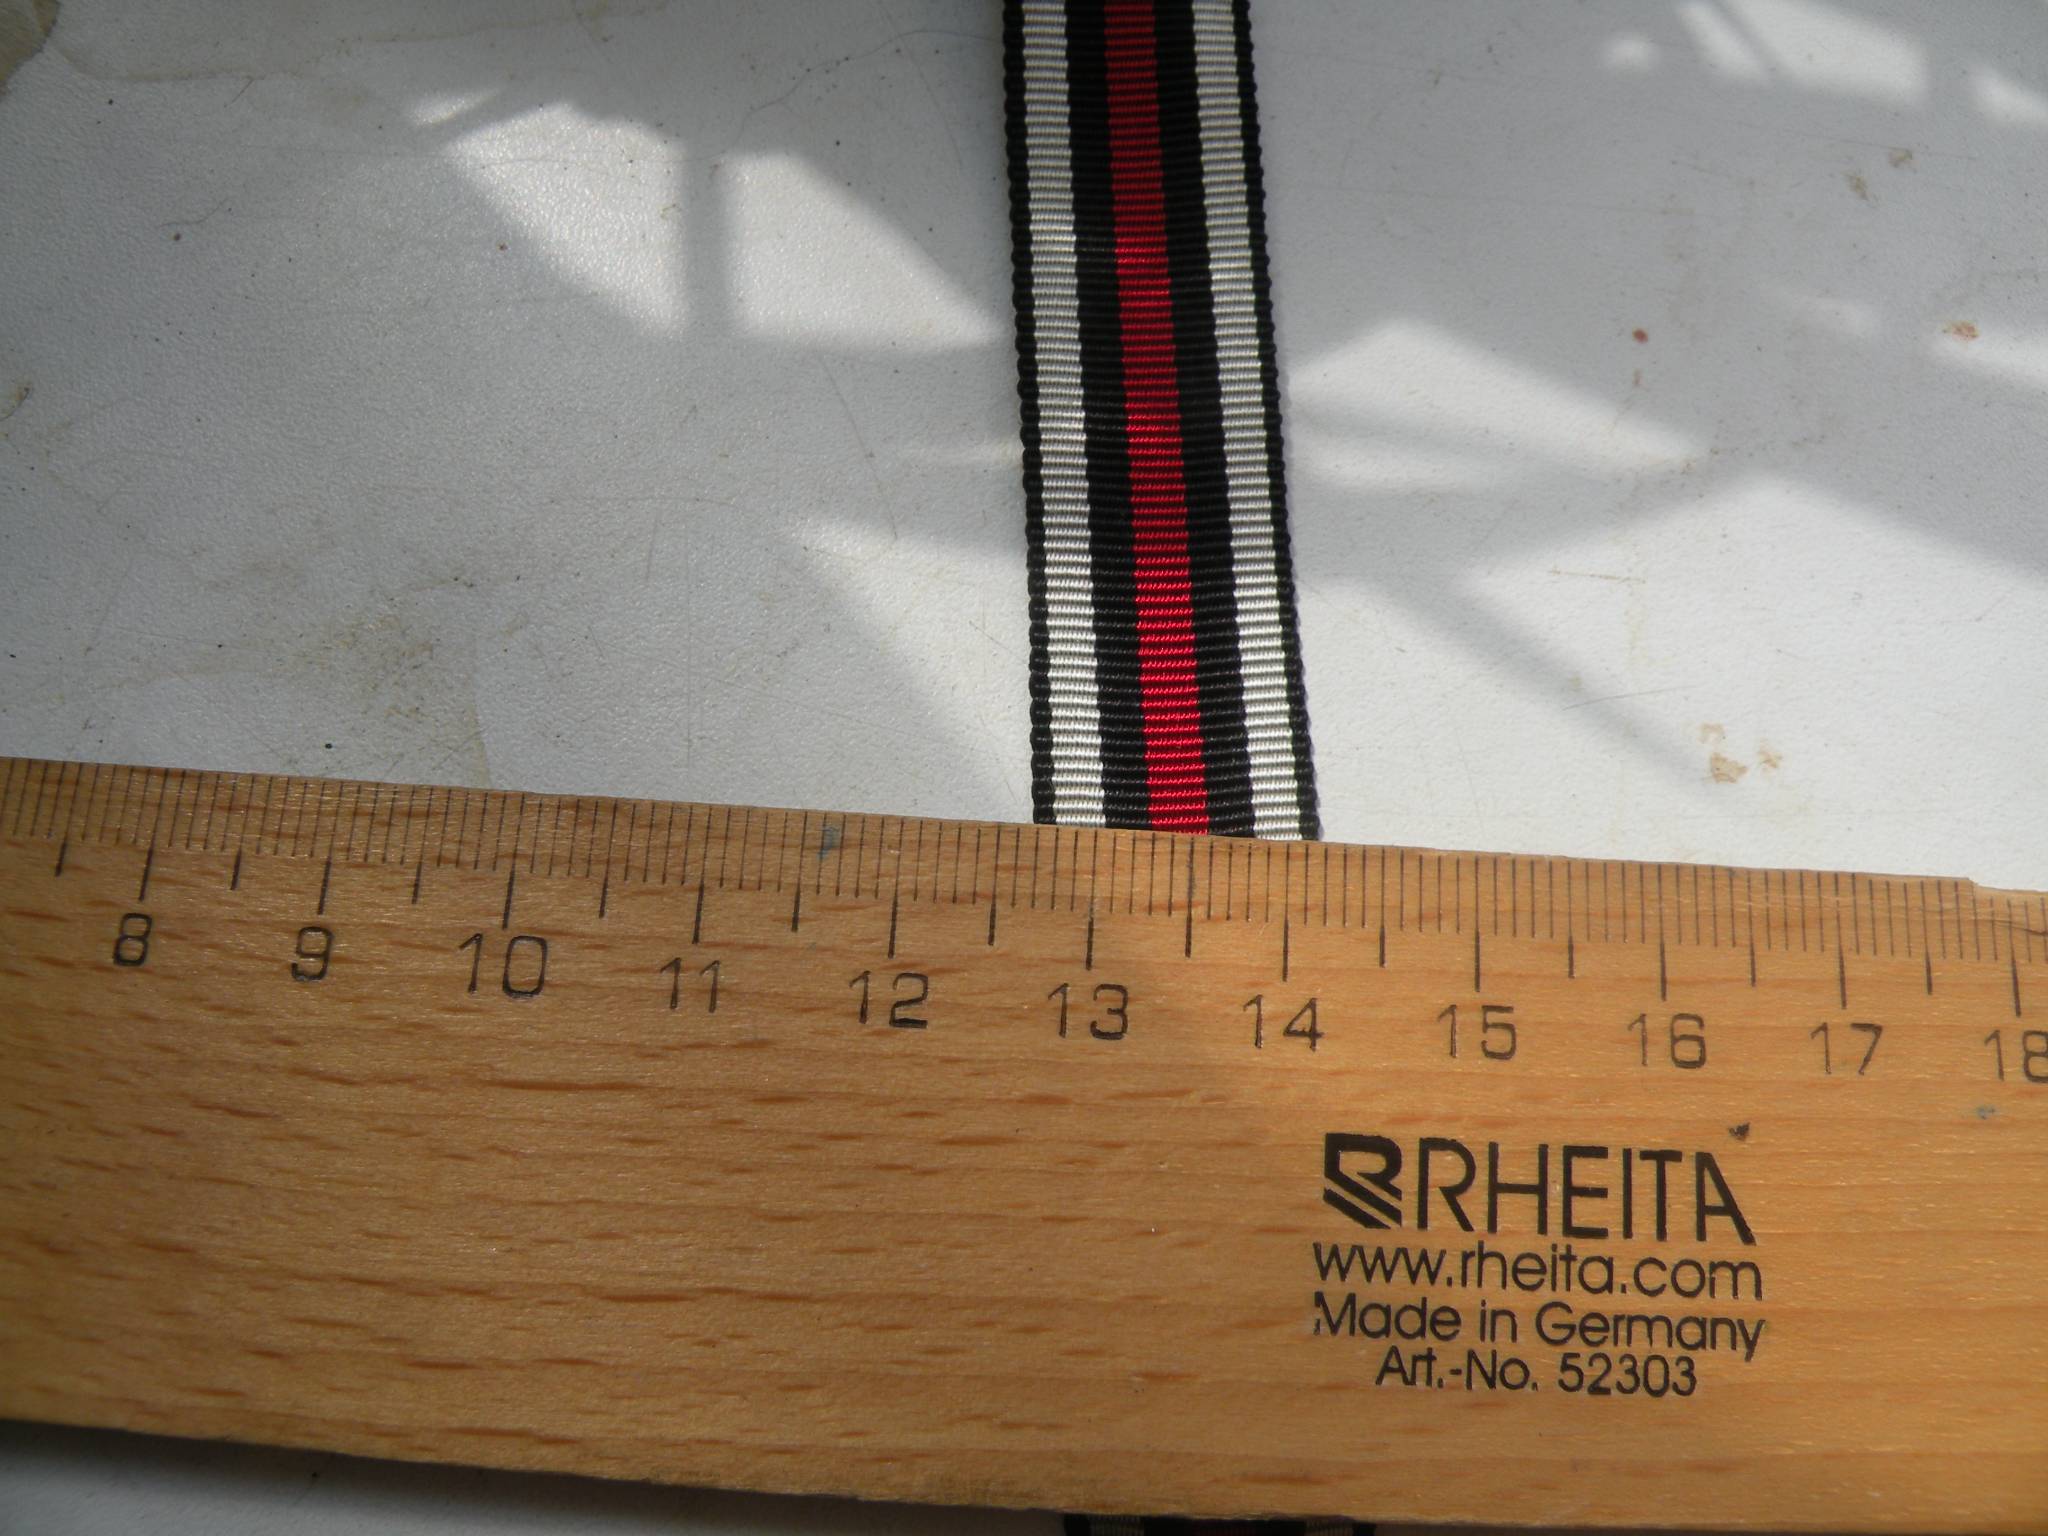 8 9 10 11 12 13 14 15 16 17 18
RHEITA
www.rheita.com
Made in Germany
Art.-No. 52303